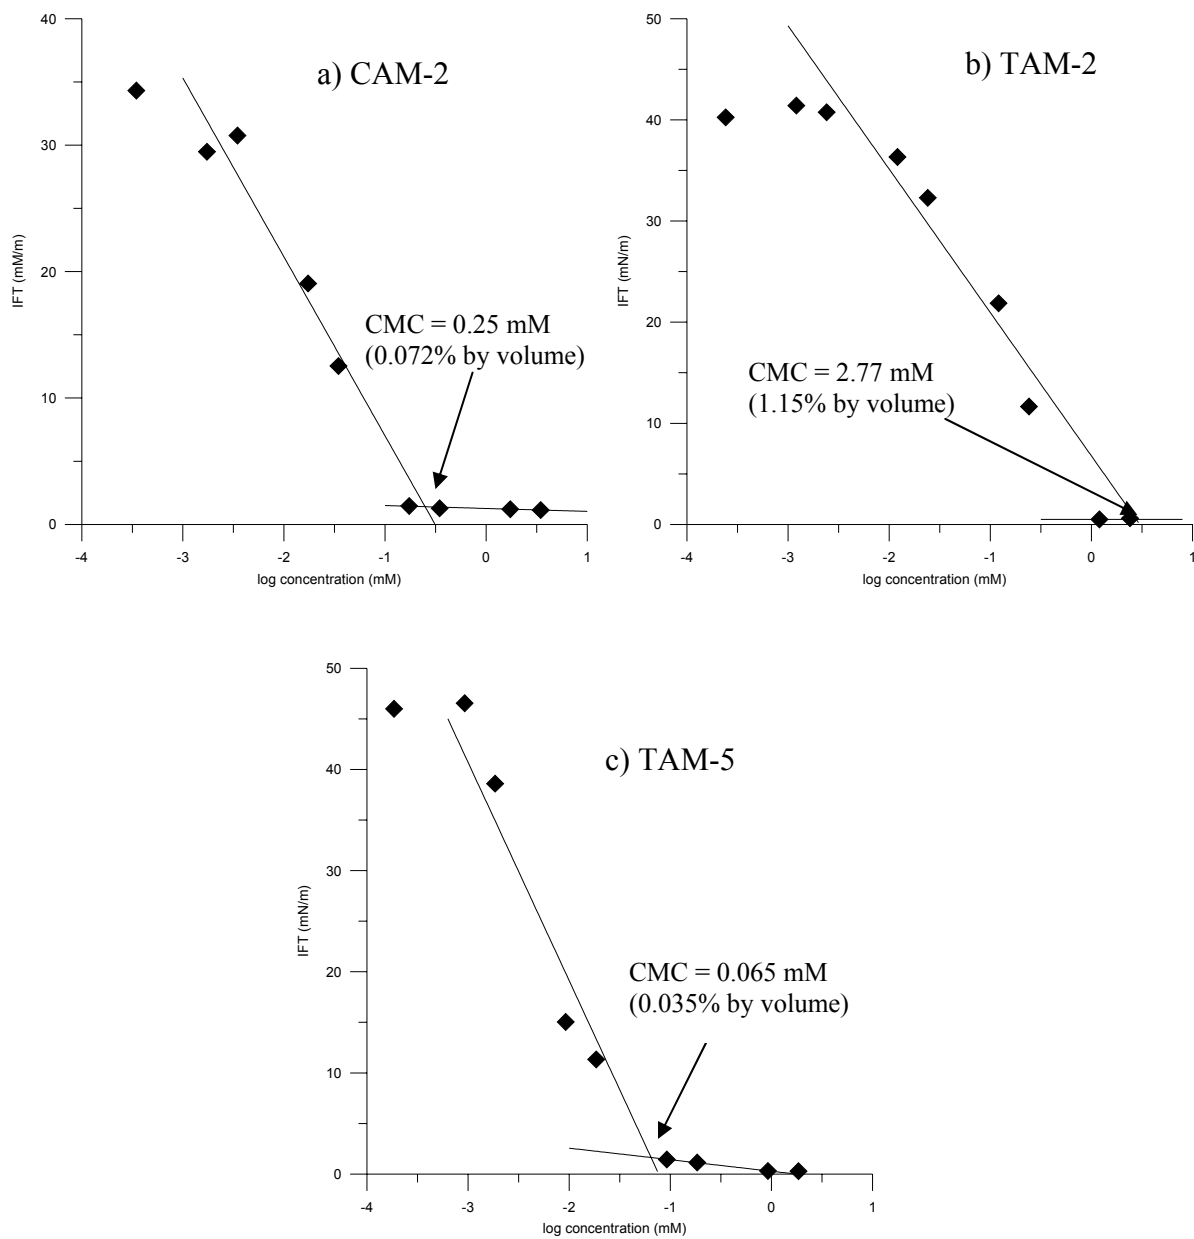 a) CAM-2
40
30
20
10
0
IFT (mM/m)
CMC = 0.25 mM
(0.072% by volume)
-4 -3 -2 -1 0 1
log concentration (mM)
b) TAM-2
50
40
30
20
10
0
IFT (mN/m)
CMC = 2.77 mM
(1.15% by volume)
-4 -3 -2 -1 0 1
log concentration (mM)
c) TAM-5
50
40
30
20
10
0
IFT (mN/m)
CMC = 0.065 mM
(0.035% by volume)
-4 -3 -2 -1 0 1
log concentration (mM)